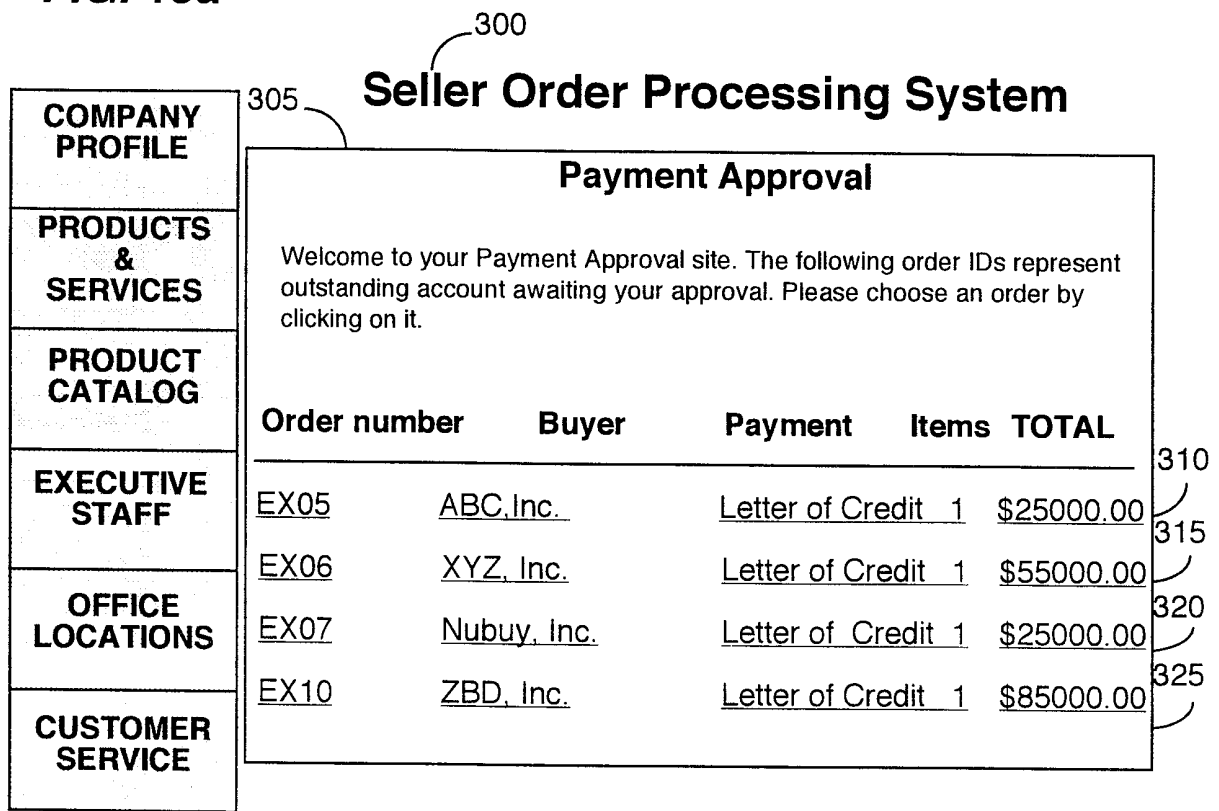 300
Seller Order Processing System
305
COMPANY
PROFILE
PRODUCTS
&
SERVICES
PRODUCT
CATALOG
EXECUTIVE
STAFF
OFFICE
LOCATIONS
CUSTOMER
SERVICE
Payment Approval
Welcome to your Payment Approval site. The following order IDs represent
outstanding account awaiting your approval. Please choose an order by
clicking on it.
Order number Buyer Payment Items TOTAL
EX05 ABC,Inc. Letter of Credit 1 $25000.00 310
EX06 XYZ, Inc. Letter of Credit 1 $55000.00 315
EX07 Nubuy, Inc. Letter of Credit 1 $25000.00 320
EX10 ZBD, Inc. Letter of Credit 1 $85000.00 325